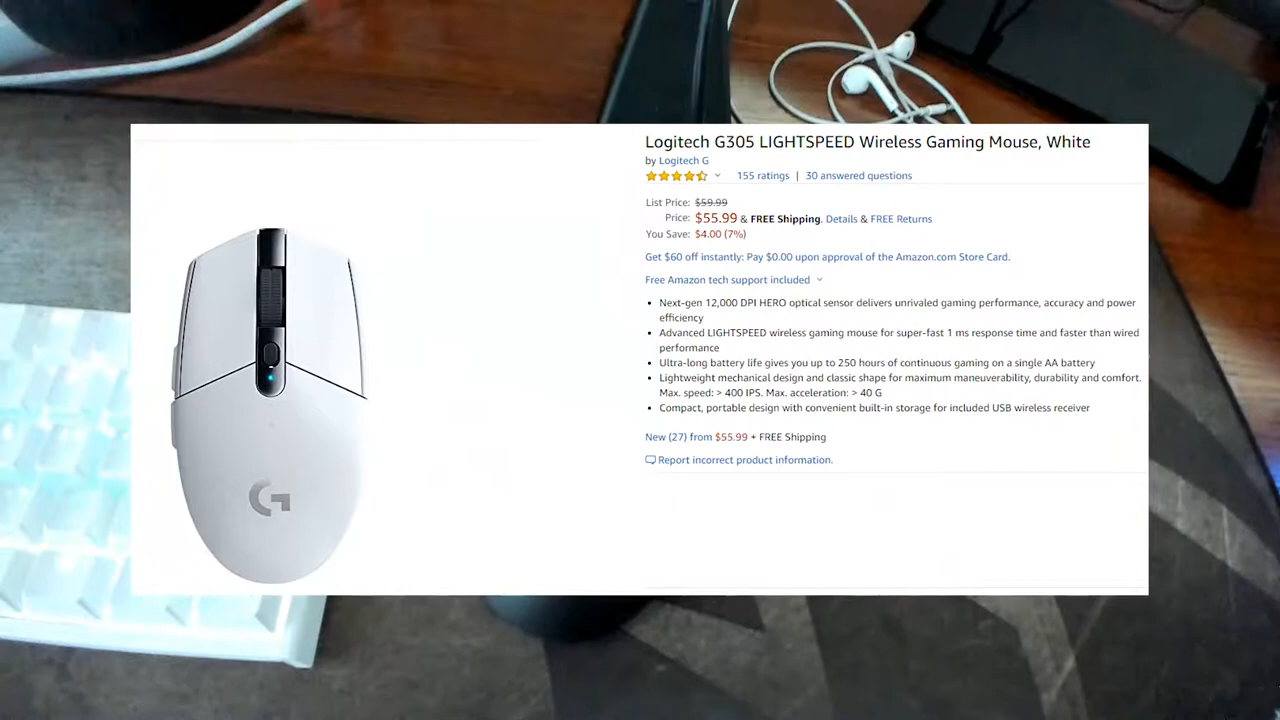 Logitech G305 LIGHTSPEED Wireless Gaming Mouse, White
by Logitech G
155 ratings | 30 answered questions
List Price: $59.99
Price: $55.99 & FREE Shipping. Details & FREE Returns
You Save: $4.00 (7%)
Get $60 off instantly: Pay $0.00 upon approval of the Amazon.com Store Card.
Free Amazon tech support included
• Next-gen 12,000 DPI HERO optical sensor delivers unrivaled gaming performance, accuracy and power
efficiency
• Advanced LIGHTSPEED wireless gaming mouse for super-fast 1 ms response time and faster than wired
performance
• Ultra-long battery life gives you up to 250 hours of continuous gaming on a single AA battery
• Lightweight mechanical design and classic shape for maximum maneuverability, durability and comfort.
Max. speed: > 400 IPS. Max. acceleration: > 40 G
• Compact, portable design with convenient built-in storage for included USB wireless receiver
New (27) from $55.99 + FREE Shipping
Report incorrect product information.
G